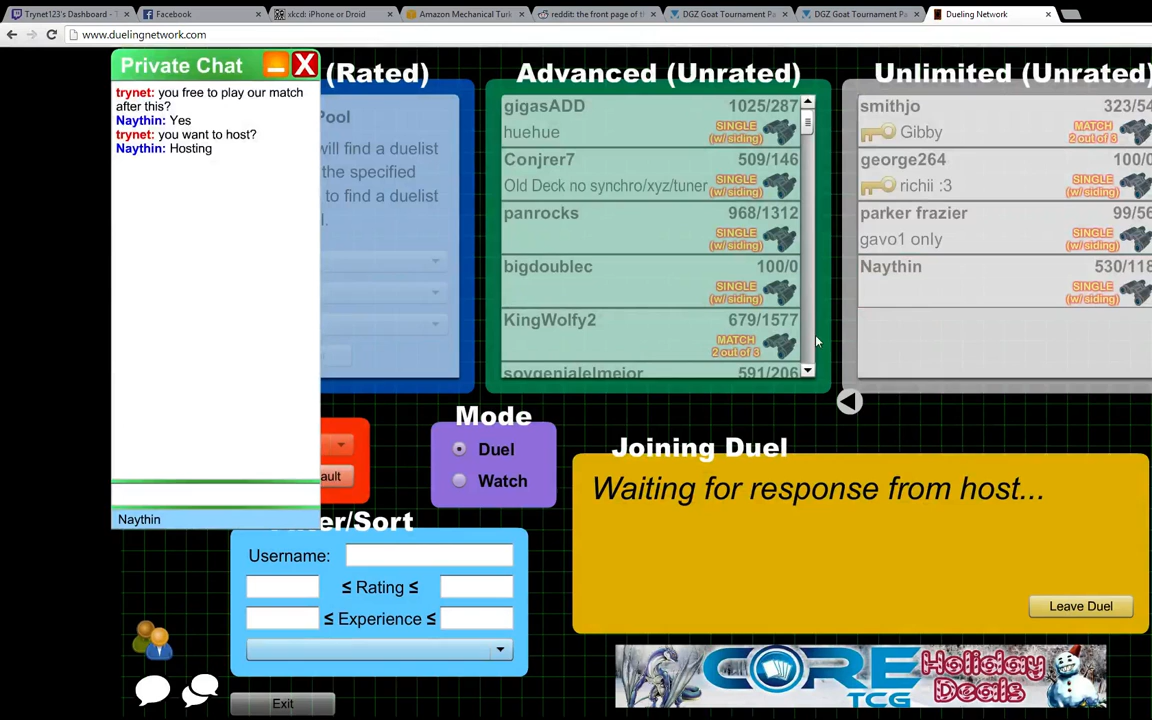 Trynet123's Dashboard - T
Facebook
xkcd: iPhone or Droid
Amazon Mechanical Turk
reddit: the front page of th
DGZ Goat Tournament Pa
DGZ Goat Tournament Pa
Dueling Network
www.duelingnetwork.com
Private Chat
trynet: you free to play our match
after this?
Naythin: Yes
trynet: you want to host?
Naythin: Hosting
Naythin
(Rated)
Pool
will find a duelist
the specified
to find a duelist
l.
Advanced (Unrated)
gigasADD 1025/287
huehue SINGLE (w/ siding)
Conjrer7 509/146
Old Deck no synchro/xyz/tuner SINGLE (w/ siding)
panrocks 968/1312
SINGLE (w/ siding)
bigdoublec 100/0
SINGLE (w/ siding)
KingWolfy2 679/1577
MATCH 2 out of 3
sovgenialelmejor 591/206
Unlimited (Unrated)
smithjo 323/54
Gibby MATCH 2 out of 3
george264 100/0
richii :3 SINGLE (w/ siding)
parker frazier 99/56
gavo1 only SINGLE (w/ siding)
Naythin 530/118
SINGLE (w/ siding)
ault
Mode
Duel
Watch
er/Sort
Username:
≤ Rating ≤
≤ Experience ≤
Exit
Joining Duel
Waiting for response from host...
Leave Duel
CORE
TCG
Holiday
Deals